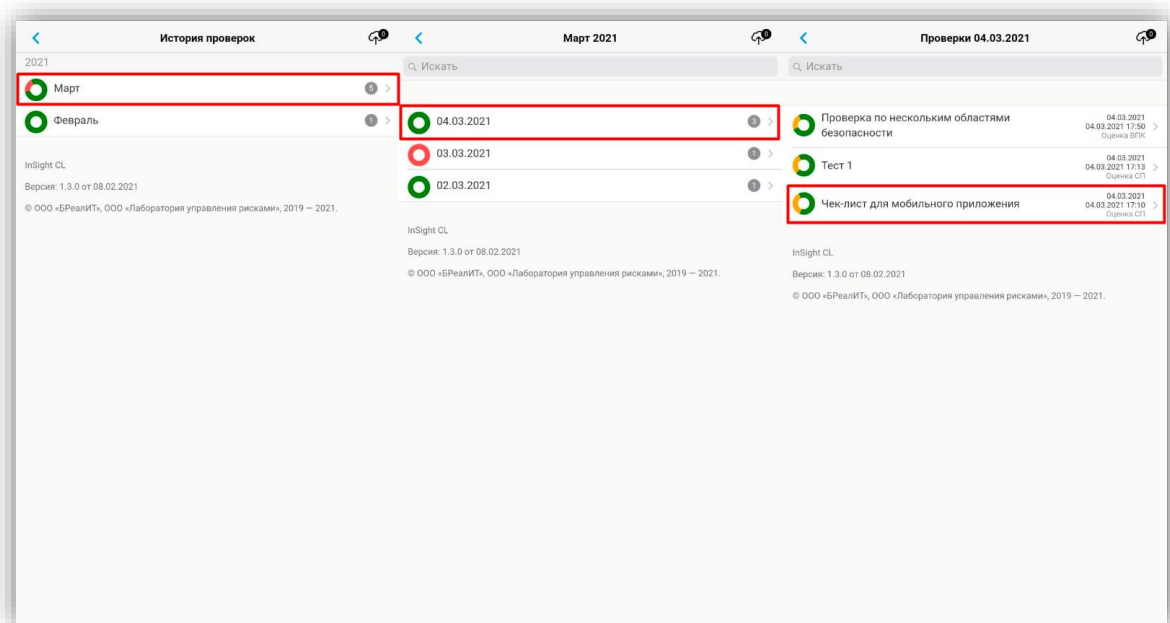 История проверок
0
2021
Март
5
Февраль
1
InSight CL
Версия: 1.3.0 от 08.02.2021
© ООО «БРеалИТ», ООО «Лаборатория управления рисками», 2019 — 2021.
Март 2021
0
Искать
04.03.2021
3
03.03.2021
1
02.03.2021
1
InSight CL
Версия: 1.3.0 от 08.02.2021
© ООО «БРеалИТ», ООО «Лаборатория управления рисками», 2019 — 2021.
Проверки 04.03.2021
0
Искать
Проверка по нескольким областями
безопасности
04.03.2021
04.03.2021 17:50
Оценка ВПК
Тест 1
04.03.2021
04.03.2021 17:13
Оценка СП
Чек-лист для мобильного приложения
04.03.2021
04.03.2021 17:10
Оценка СП
InSight CL
Версия: 1.3.0 от 08.02.2021
© ООО «БРеалИТ», ООО «Лаборатория управления рисками», 2019 — 2021.